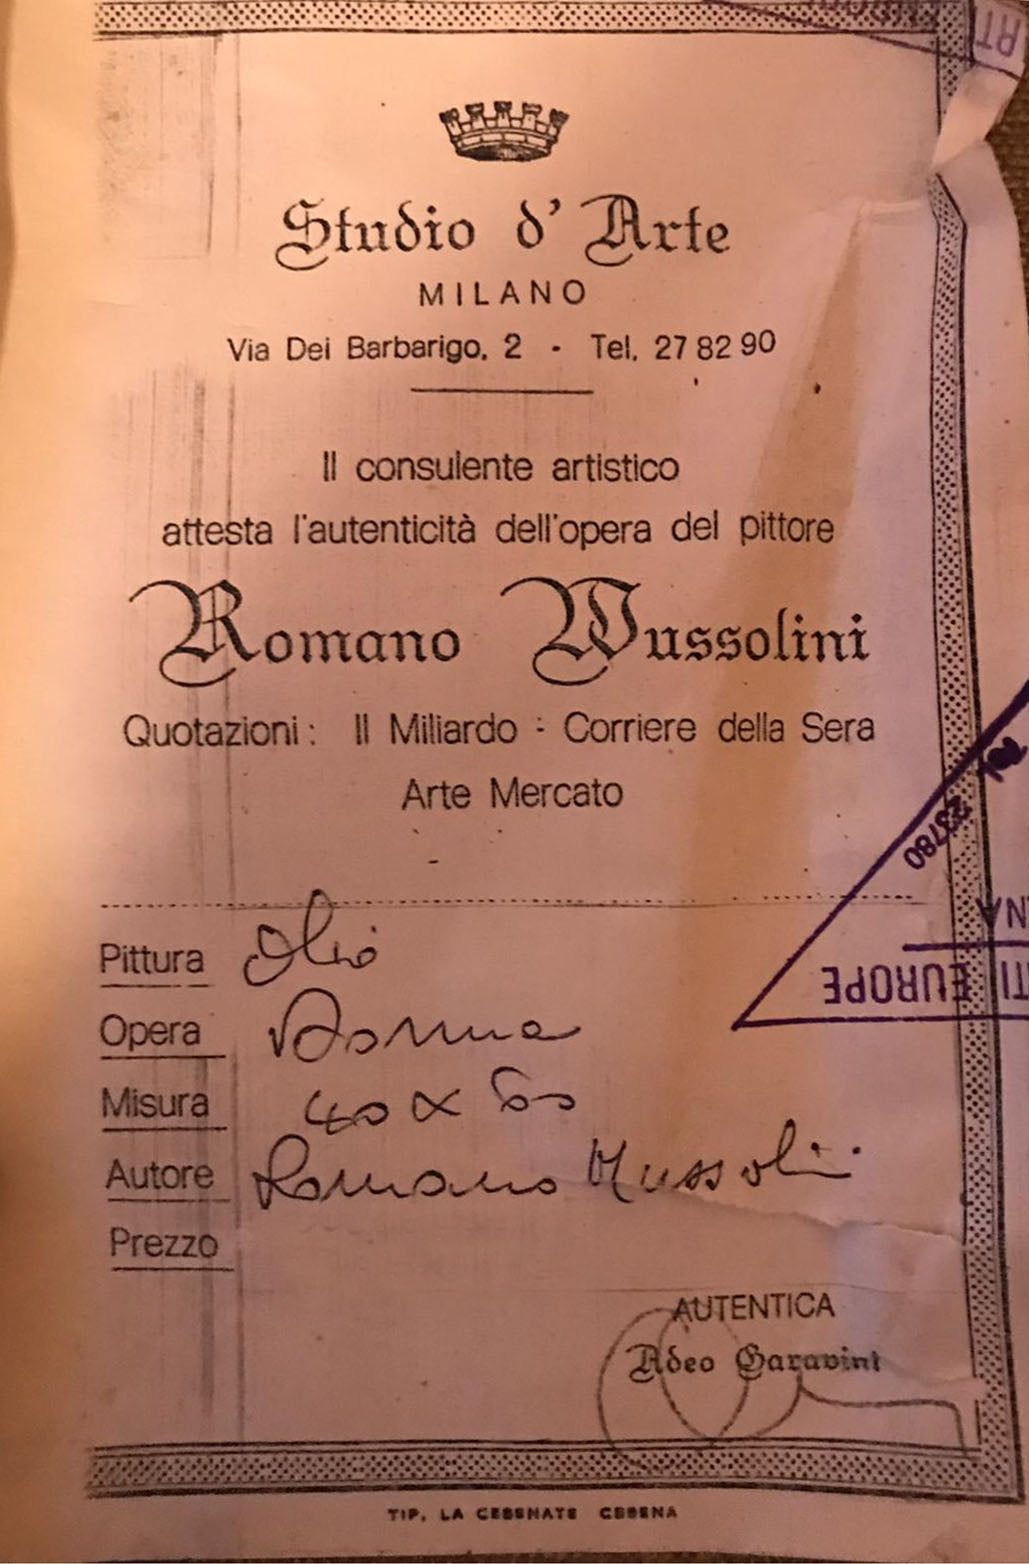 Studio d'Arte
MILANO
Via Dei Barbarigo, 2 - Tel. 27 82 90
Il consulente artistico
attesta l'autenticità dell'opera del pittore
Romano Mussolini
Quotazioni: Il Miliardo - Corriere della Sera
Arte Mercato
23780
EUROPE
Pittura Olio
Opera Donna
Misura 40 x 50
Autore Romano Mussolini
Prezzo
AUTENTICA
Adeo Garavini
TIP. LA CESENATE CESENA